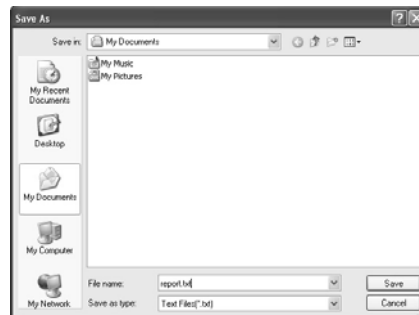 Save As
Save in:
My Documents
My Music
My Pictures
My Recent
Documents
Desktop
My Documents
My Computer
My Network
File name:
report.txt
Save
Save as type:
Text Files(*.txt)
Cancel